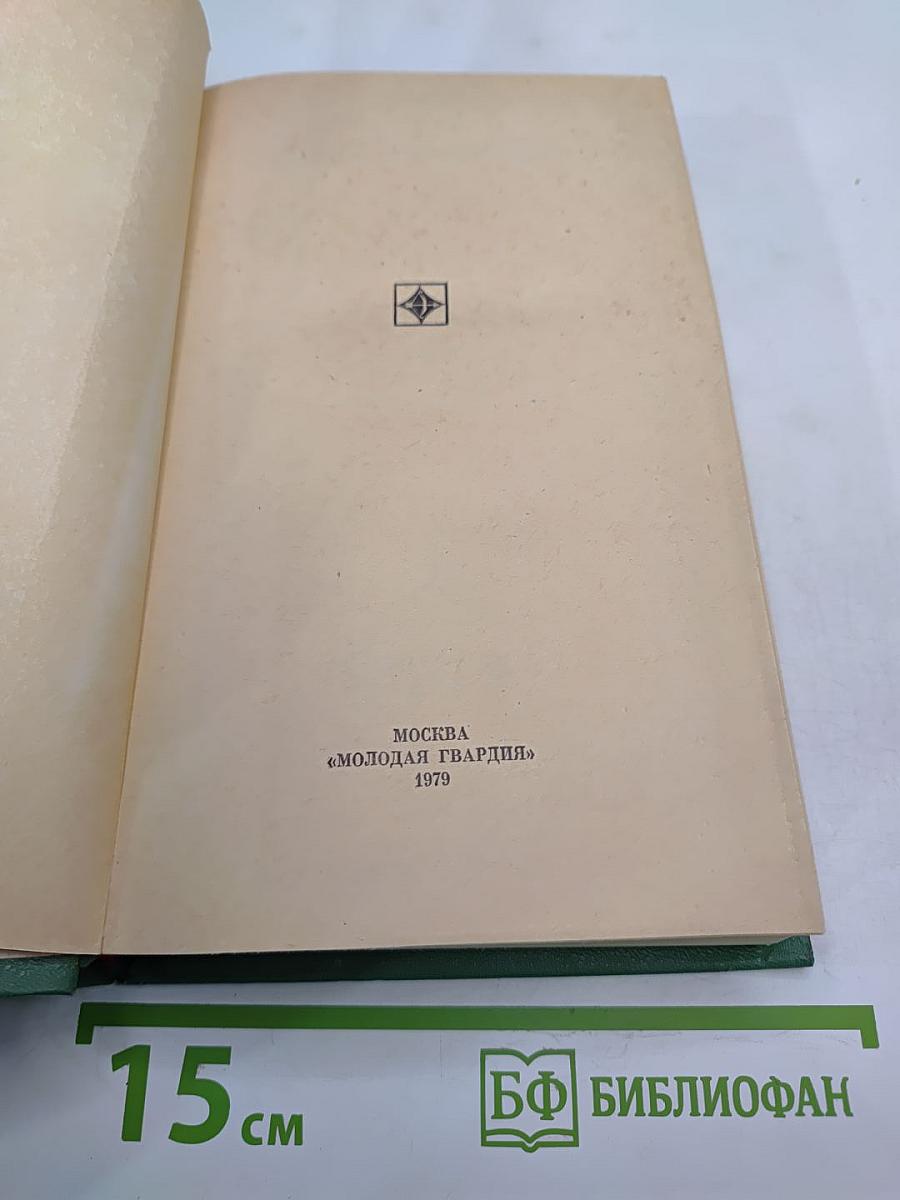 МОСКВА
«МОЛОДАЯ ГВАРДИЯ»
1979
15 см
БФ БИБЛИОФАН